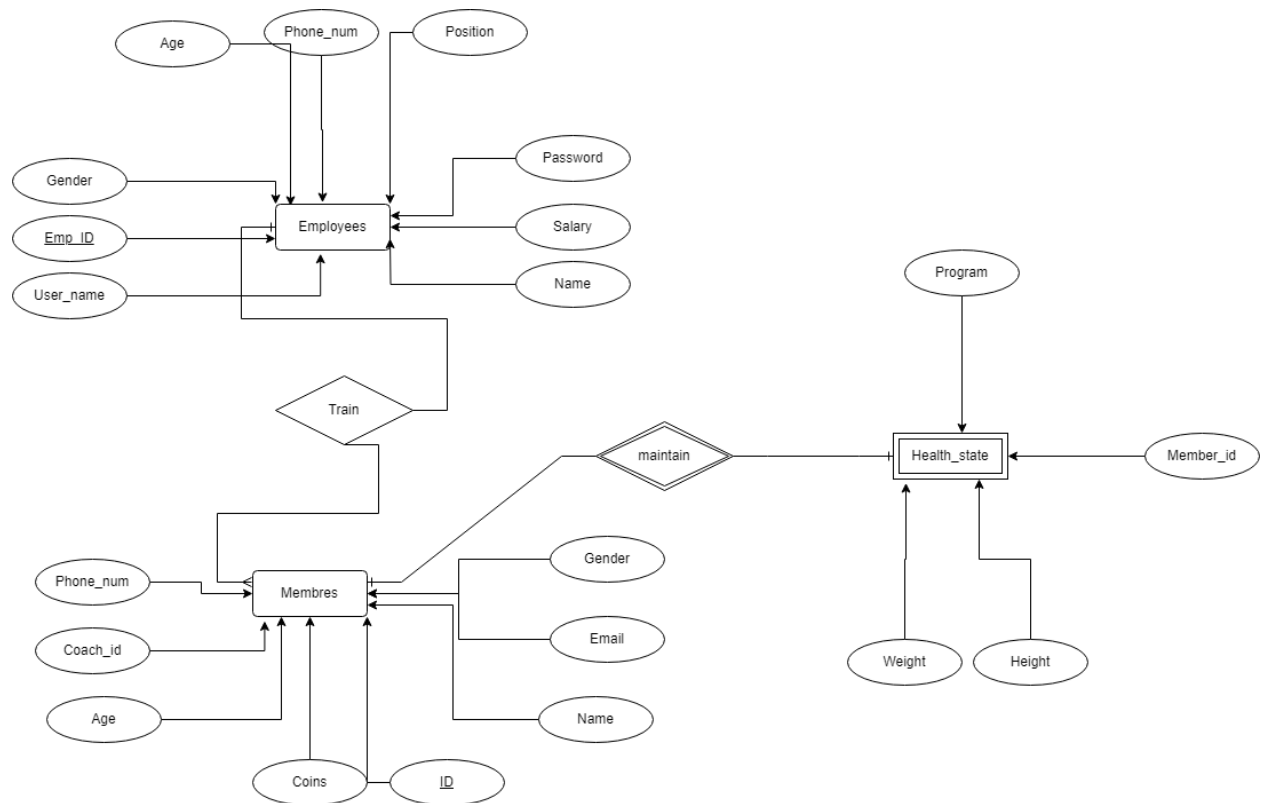 Age
Phone_num
Position
Password
Gender
Employees
Salary
Emp_ID
Name
User_name
Program
Train
maintain
Health_state
Member_id
Gender
Phone_num
Membres
Email
Coach_id
Weight
Height
Age
Name
Coins
ID